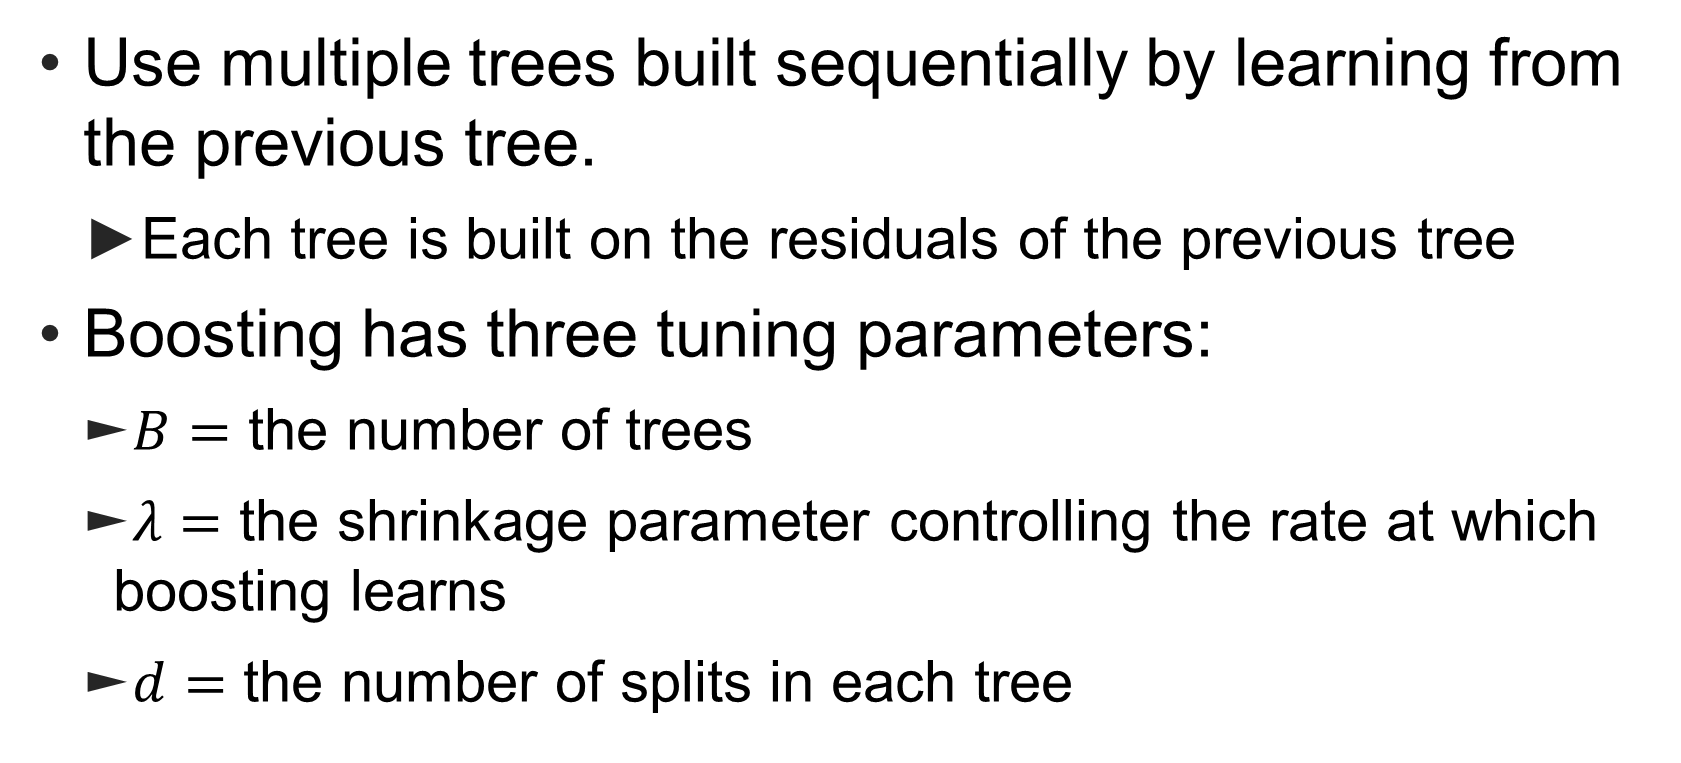 • Use multiple trees built sequentially by learning from
the previous tree.
►Each tree is built on the residuals of the previous tree
• Boosting has three tuning parameters:
►B = the number of trees
►λ = the shrinkage parameter controlling the rate at which
boosting learns
►d = the number of splits in each tree